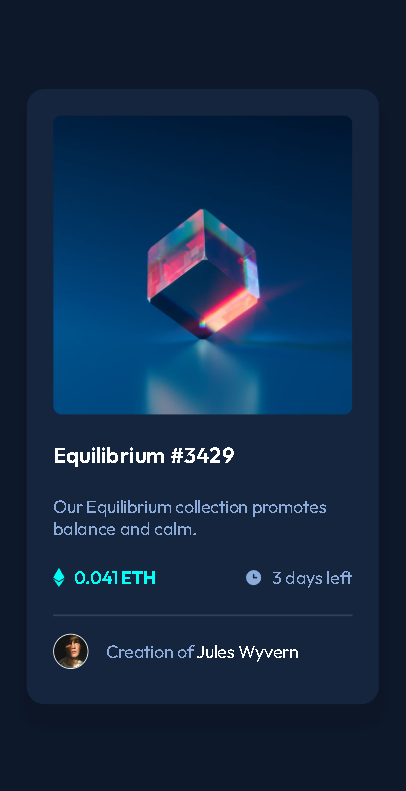 Equilibrium #3429
Our Equilibrium collection promotes
balance and calm.
0.041 ETH
3 days left
Creation of Jules Wyvern